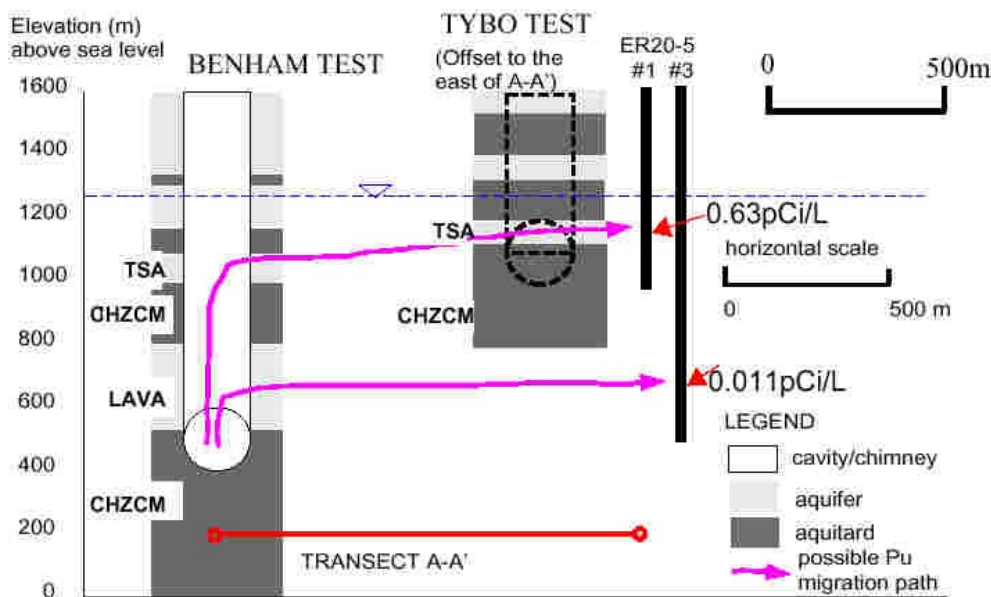 Elevation (m)
above sea level
BENHAM TEST
TYBO TEST
(Offset to the
east of A-A')
ER20-5
#1 #3
0 500m
1600
1400
1200
1000
800
600
400
200
0
TSA
CHZCM
LAVA
CHZCM
TSA
CHZCM
0.63pCi/L
horizontal scale
0 500 m
0.011pCi/L
LEGEND
cavity/chimney
aquifer
aquitard
possible Pu
migration path
TRANSECT A-A'